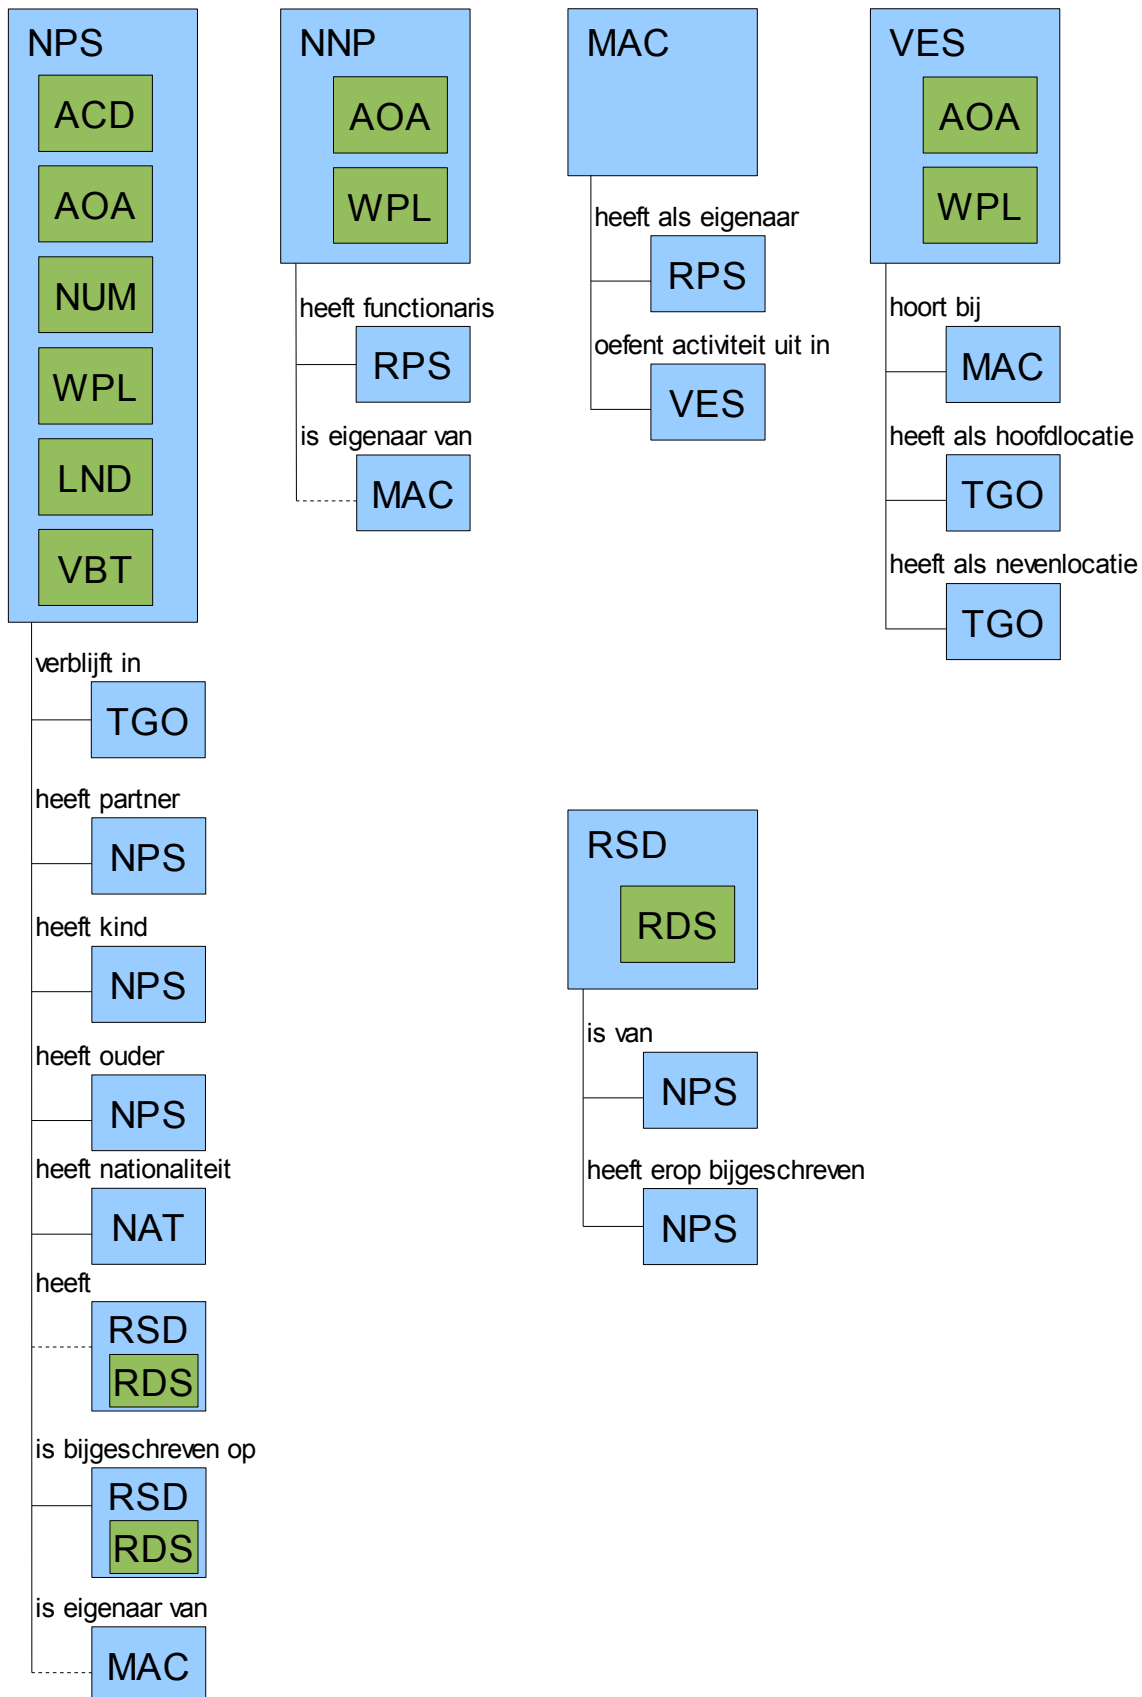 NPS
ACD
AOA
NUM
WPL
LND
VBT
verblijft in
TGO
heeft partner
NPS
heeft kind
NPS
heeft ouder
NPS
heeft nationaliteit
NAT
heeft
RSD
RDS
is bijgeschreven op
RSD
RDS
is eigenaar van
MAC
NNP
AOA
WPL
heeft functionaris
RPS
is eigenaar van
MAC
MAC
heeft als eigenaar
RPS
oefent activiteit uit in
VES
VES
AOA
WPL
hoort bij
MAC
heeft als hoofdlocatie
TGO
heeft als nevenlocatie
TGO
RSD
RDS
is van
NPS
heeft erop bijgeschreven
NPS